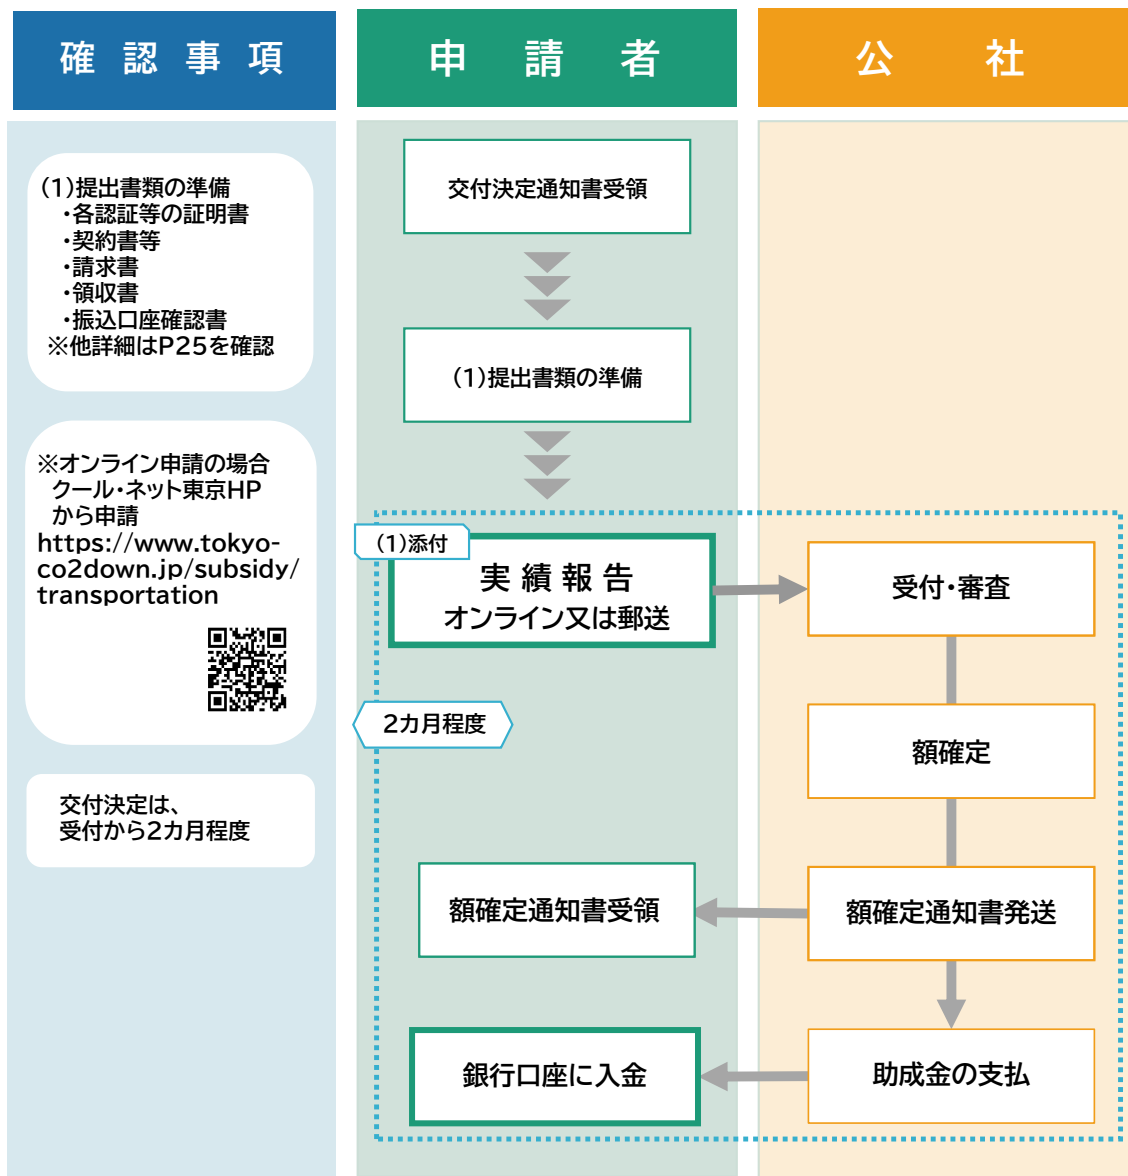 確認事項
申請者
公社
(1)提出書類の準備
・各認証等の証明書
・契約書等
・請求書
・領収書
・振込口座確認書
※他詳細はP25を確認
※オンライン申請の場合
クール・ネット東京HP
から申請
https://www.tokyo-
co2down.jp/subsidy/
transportation
交付決定は、
受付から2カ月程度
交付決定通知書受領
(1)提出書類の準備
(1)添付
実績報告
オンライン又は郵送
受付・審査
2カ月程度
額確定
額確定通知書受領
額確定通知書発送
銀行口座に入金
助成金の支払